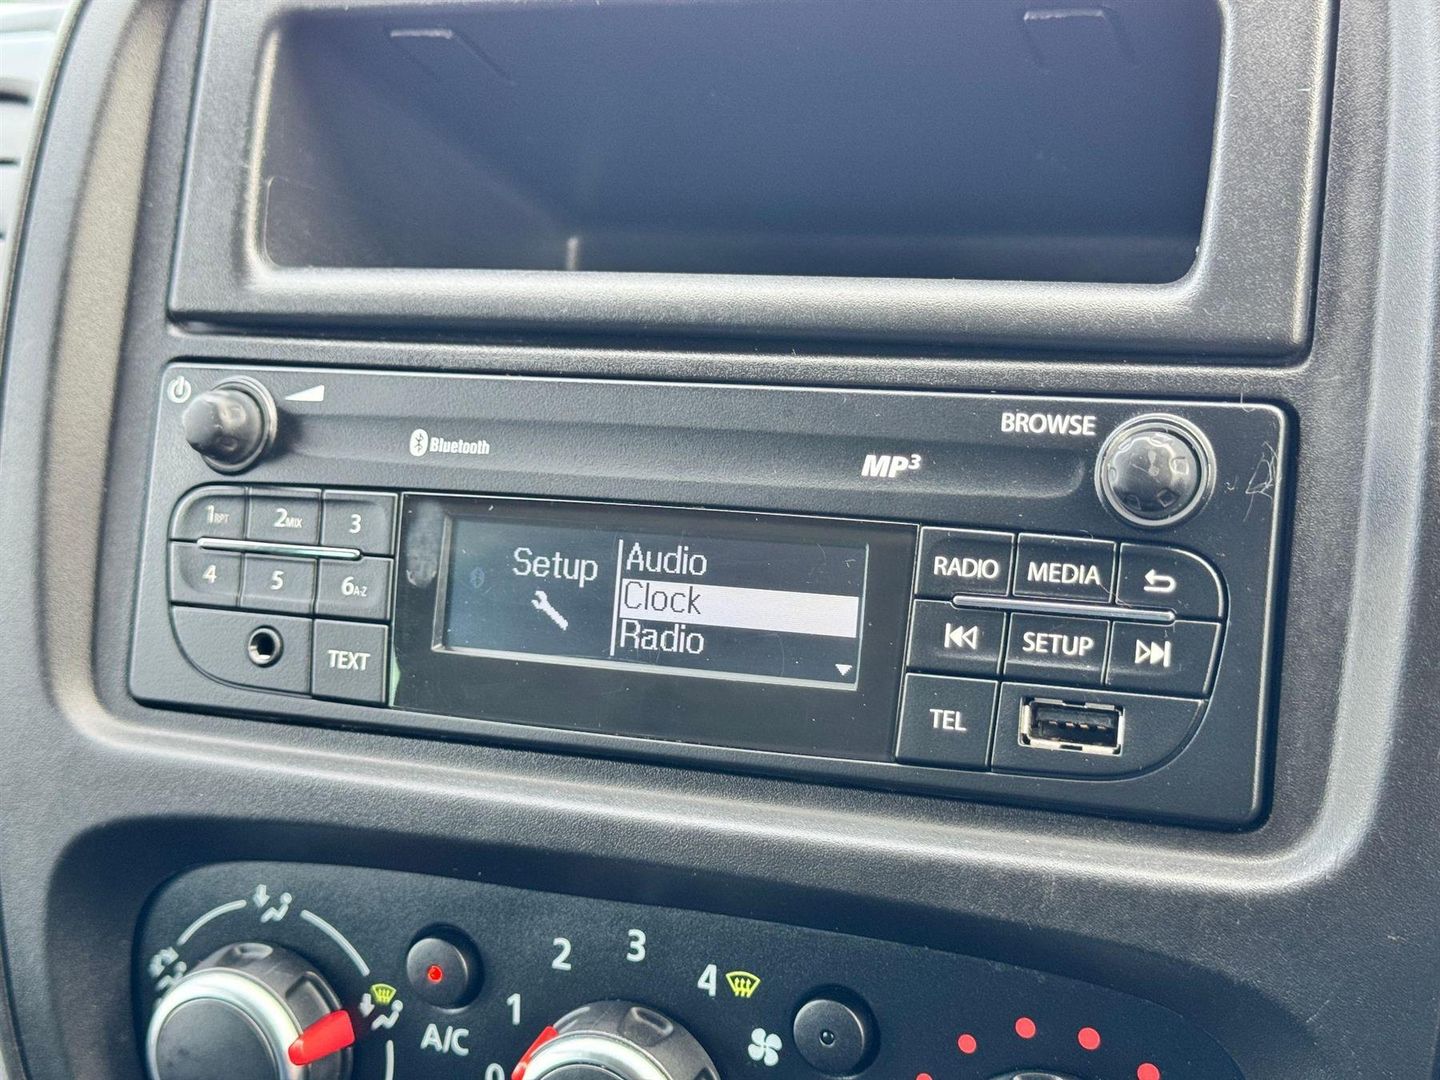 BROWSE
Bluetooth
MP3
1RPT 2MIX 3
4 5 6A-Z
TEXT
Setup
Audio
Clock
Radio
RADIO MEDIA
SETUP
TEL
A/C
0 1 2 3 4